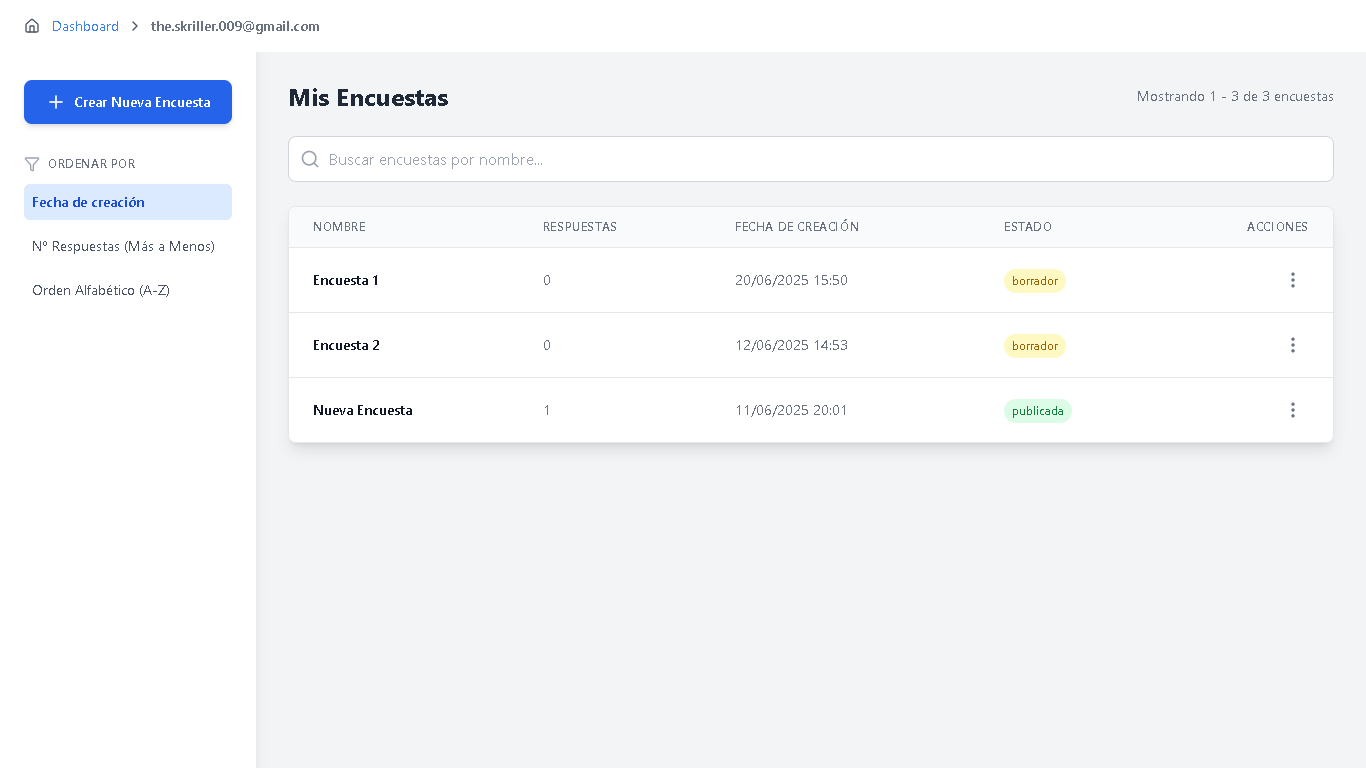 Dashboard > the.skriller.009@gmail.com
Crear Nueva Encuesta
ORDENAR POR
Fecha de creación
Nº Respuestas (Más a Menos)
Orden Alfabético (A-Z)
Mis Encuestas
Mostrando 1 - 3 de 3 encuestas
Buscar encuestas por nombre...
NOMBRE RESPUESTAS FECHA DE CREACIÓN ESTADO ACCIONES
Encuesta 1 0 20/06/2025 15:50 borrador
Encuesta 2 0 12/06/2025 14:53 borrador
Nueva Encuesta 1 11/06/2025 20:01 publicada